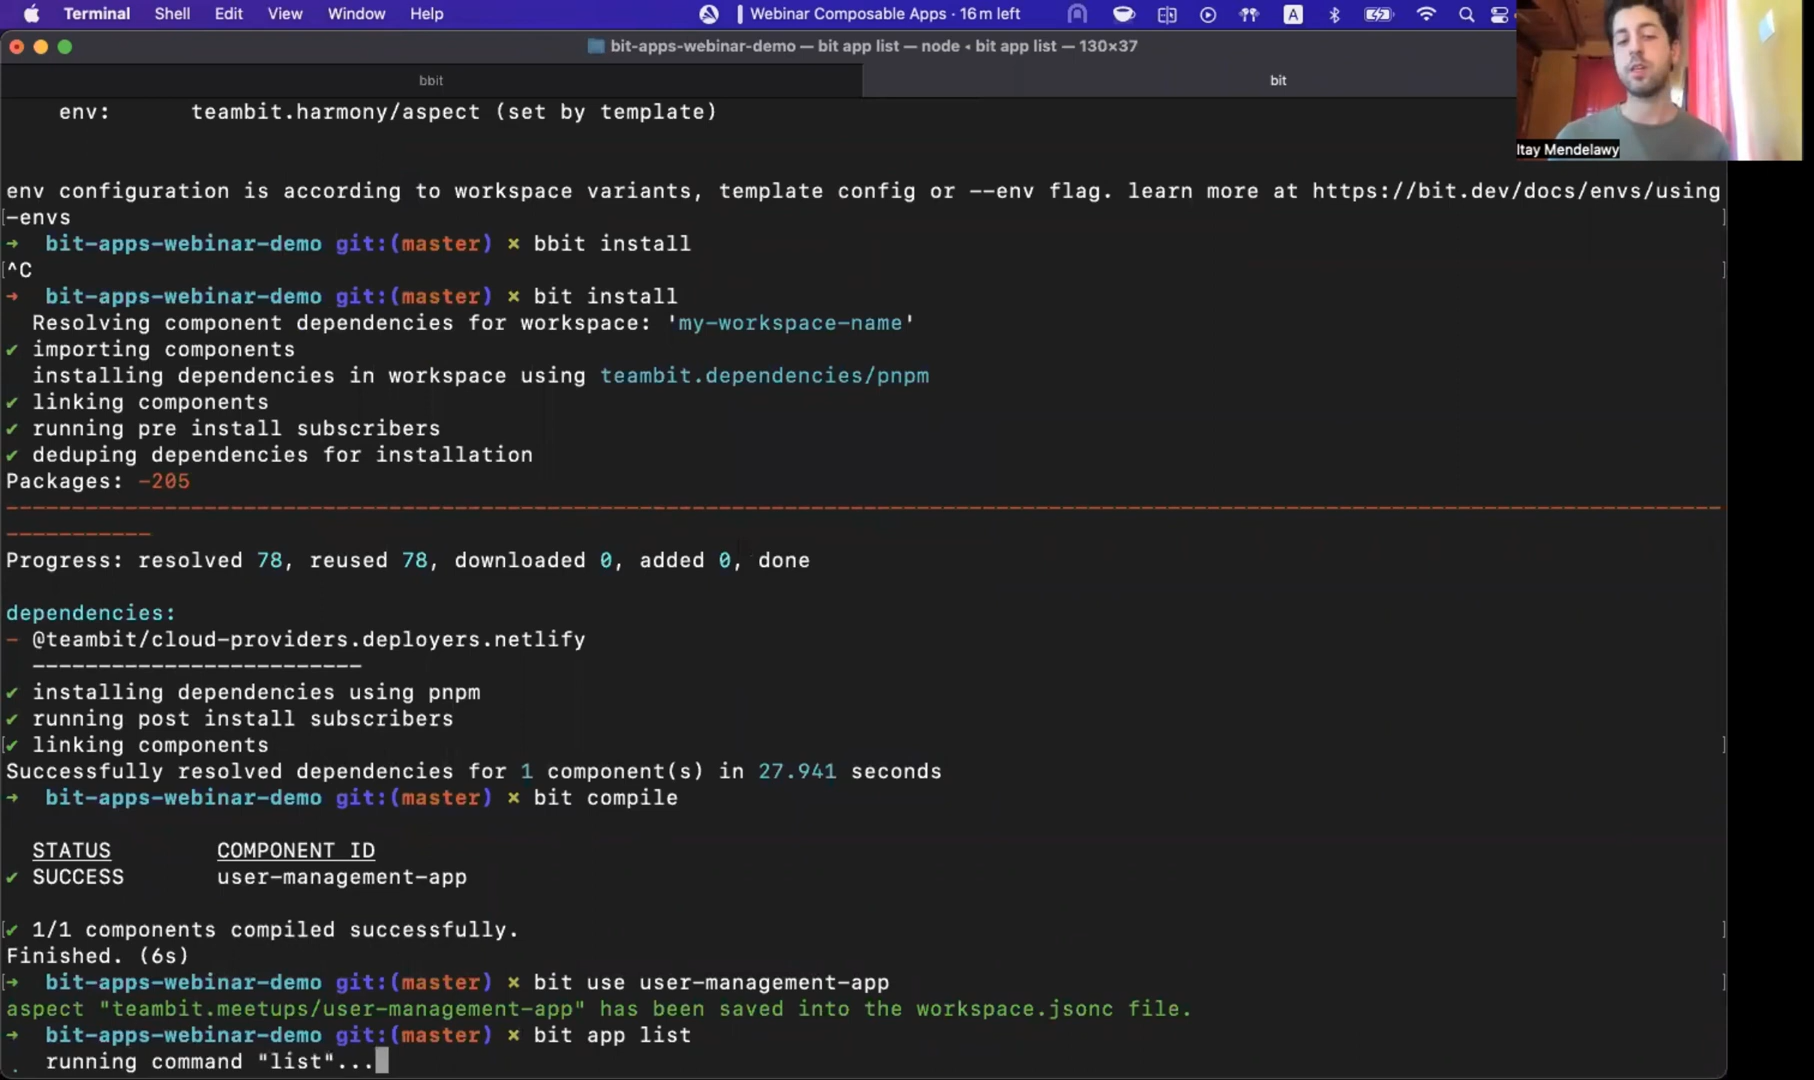 Terminal Shell Edit View Window Help Webinar Composable Apps · 16 m left A
bit-apps-webinar-demo — bit app list — node ◂ bit app list — 130×37
bbit bit
env: teambit.harmony/aspect (set by template)
Itay Mendelawy
env configuration is according to workspace variants, template config or --env flag. learn more at https://bit.dev/docs/envs/using
-envs
➜ bit-apps-webinar-demo git:(master) × bbit install
^C
➜ bit-apps-webinar-demo git:(master) × bit install
Resolving component dependencies for workspace: 'my-workspace-name'
✔ importing components
installing dependencies in workspace using teambit.dependencies/pnpm
✔ linking components
✔ running pre install subscribers
✔ deduping dependencies for installation
Packages: -205
Progress: resolved 78, reused 78, downloaded 0, added 0, done
dependencies:
- @teambit/cloud-providers.deployers.netlify
✔ installing dependencies using pnpm
✔ running post install subscribers
✔ linking components
Successfully resolved dependencies for 1 component(s) in 27.941 seconds
➜ bit-apps-webinar-demo git:(master) × bit compile
STATUS COMPONENT ID
✔ SUCCESS user-management-app
✔ 1/1 components compiled successfully.
Finished. (6s)
➜ bit-apps-webinar-demo git:(master) × bit use user-management-app
aspect "teambit.meetups/user-management-app" has been saved into the workspace.jsonc file.
➜ bit-apps-webinar-demo git:(master) × bit app list
running command "list"...